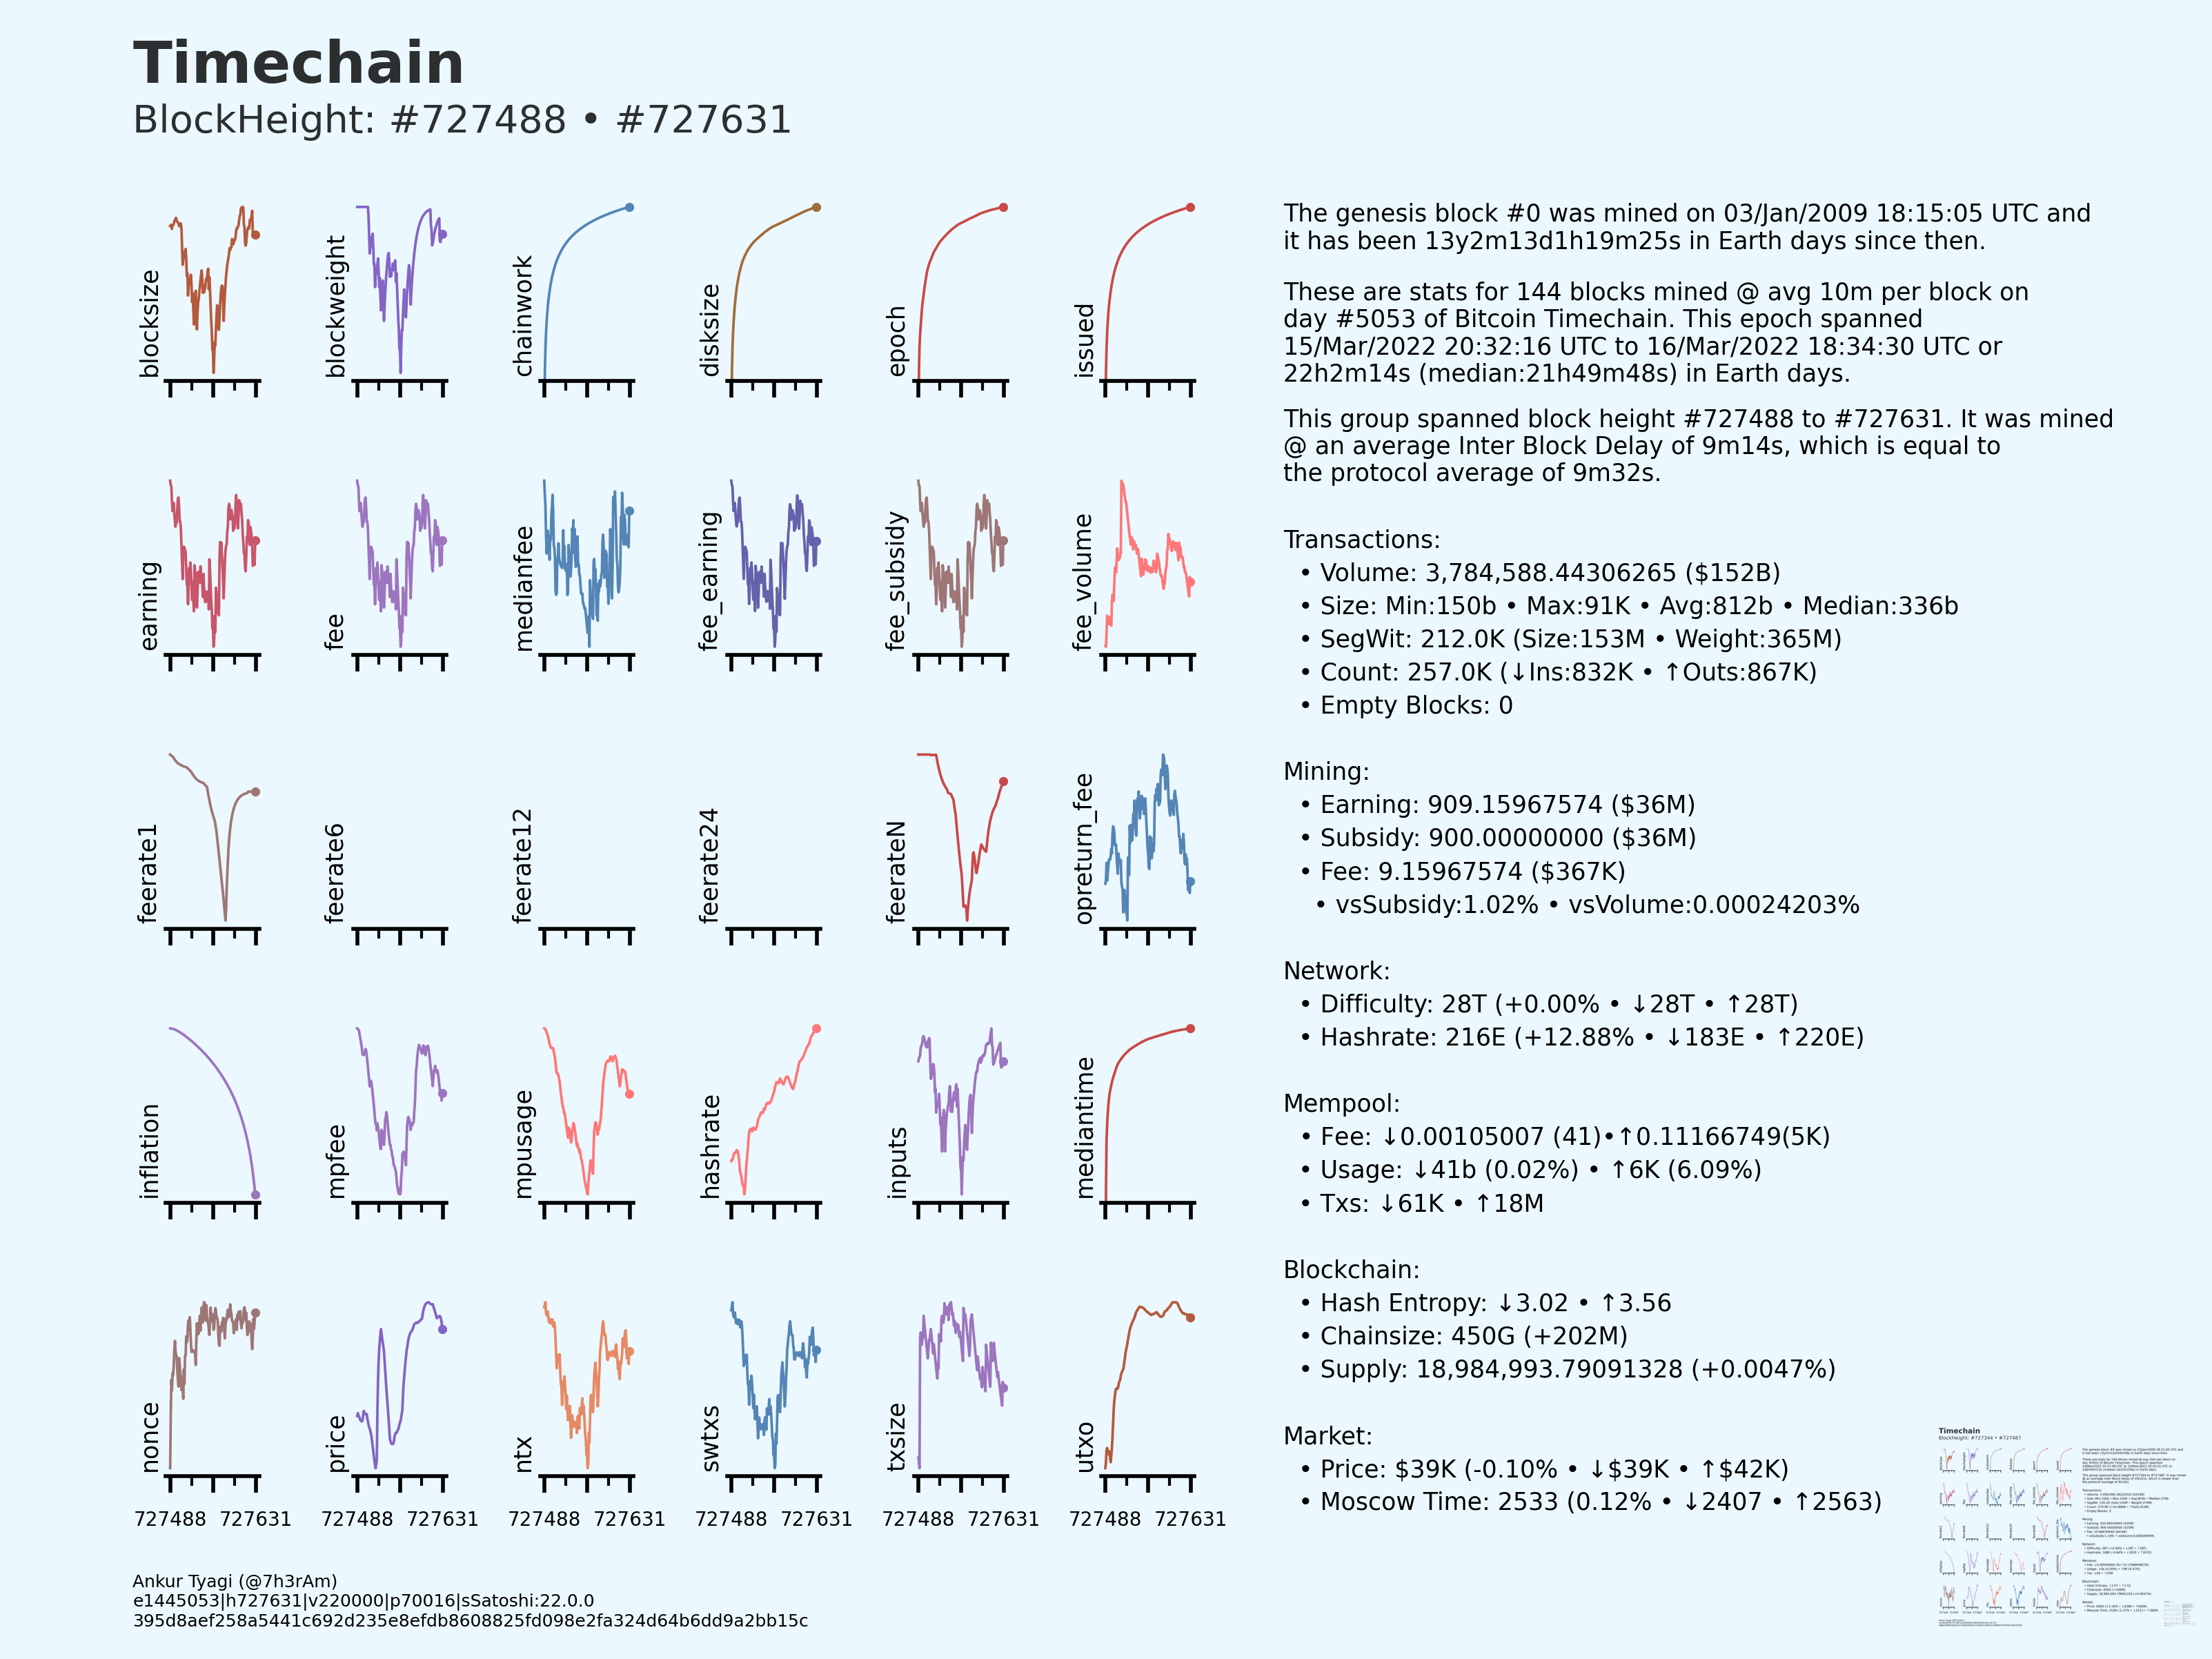 Timechain
BlockHeight: #727488 • #727631
blocksize
blockweight
chainwork
disksize
epoch
issued
earning
fee
medianfee
fee_earning
fee_subsidy
fee_volume
feerate1
feerate6
feerate12
feerate24
feerateN
opreturn_fee
inflation
mpfee
mpusage
hashrate
inputs
mediantime
nonce
price
ntx
swtxs
txsize
utxo
727488 727631 727488 727631 727488 727631 727488 727631 727488 727631 727488 727631
The genesis block #0 was mined on 03/Jan/2009 18:15:05 UTC and
it has been 13y2m13d1h19m25s in Earth days since then.
These are stats for 144 blocks mined @ avg 10m per block on
day #5053 of Bitcoin Timechain. This epoch spanned
15/Mar/2022 20:32:16 UTC to 16/Mar/2022 18:34:30 UTC or
22h2m14s (median:21h49m48s) in Earth days.
This group spanned block height #727488 to #727631. It was mined
@ an average Inter Block Delay of 9m14s, which is equal to
the protocol average of 9m32s.
Transactions:
• Volume: 3,784,588.44306265 ($152B)
• Size: Min:150b • Max:91K • Avg:812b • Median:336b
• SegWit: 212.0K (Size:153M • Weight:365M)
• Count: 257.0K (↓Ins:832K • ↑Outs:867K)
• Empty Blocks: 0
Mining:
• Earning: 909.15967574 ($36M)
• Subsidy: 900.00000000 ($36M)
• Fee: 9.15967574 ($367K)
• vsSubsidy:1.02% • vsVolume:0.00024203%
Network:
• Difficulty: 28T (+0.00% • ↓28T • ↑28T)
• Hashrate: 216E (+12.88% • ↓183E • ↑220E)
Mempool:
• Fee: ↓0.00105007 (41)•↑0.11166749(5K)
• Usage: ↓41b (0.02%) • ↑6K (6.09%)
• Txs: ↓61K • ↑18M
Blockchain:
• Hash Entropy: ↓3.02 • ↑3.56
• Chainsize: 450G (+202M)
• Supply: 18,984,993.79091328 (+0.0047%)
Market:
• Price: $39K (-0.10% • ↓$39K • ↑$42K)
• Moscow Time: 2533 (0.12% • ↓2407 • ↑2563)
Ankur Tyagi (@7h3rAm)
e1445053|h727631|v220000|p70016|sSatoshi:22.0.0
395d8aef258a5441c692d235e8efdb8608825fd098e2fa324d64b6dd9a2bb15c
Timechain
BlockHeight: #727344 • #727487